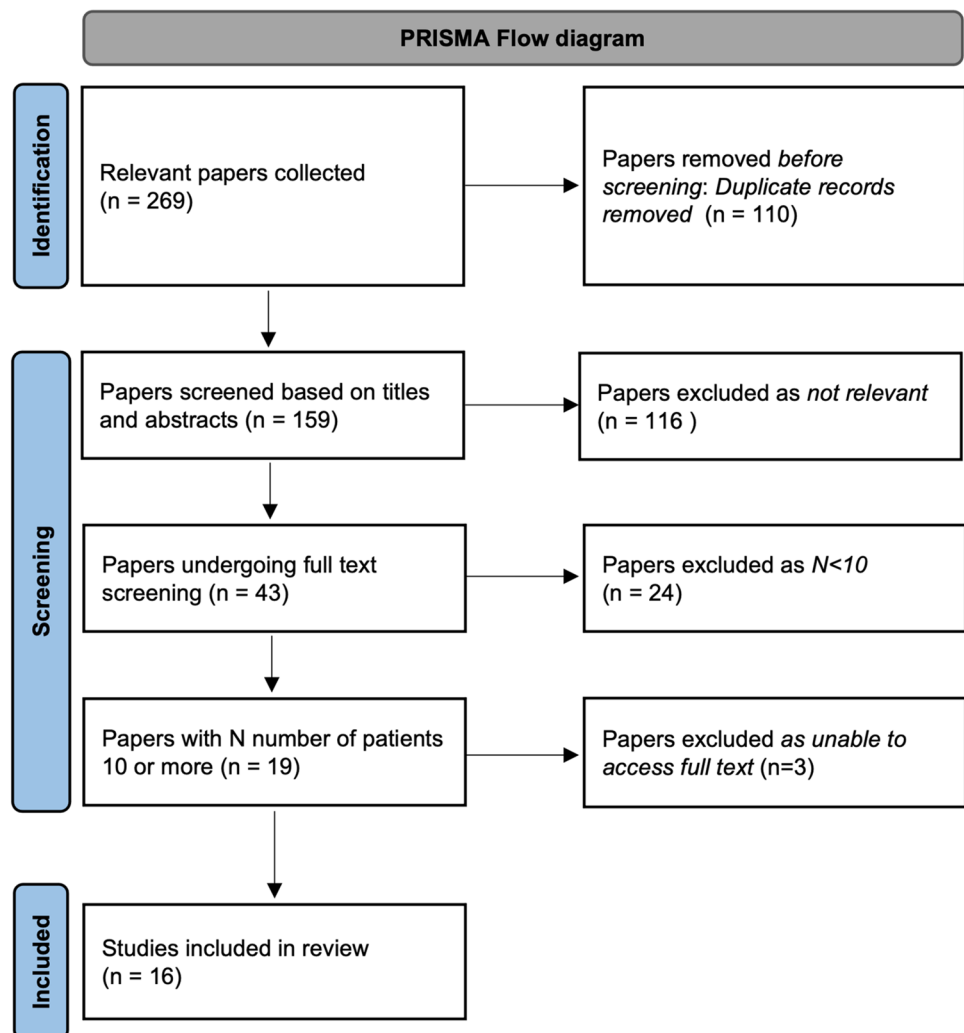 PRISMA Flow diagram
Identification
Relevant papers collected
(n = 269)
Papers removed before
screening: Duplicate records
removed (n = 110)
Screening
Papers screened based on titles
and abstracts (n = 159)
Papers excluded as not relevant
(n = 116 )
Papers undergoing full text
screening (n = 43)
Papers excluded as N<10
(n = 24)
Papers with N number of patients
10 or more (n = 19)
Papers excluded as unable to
access full text (n=3)
Included
Studies included in review
(n = 16)